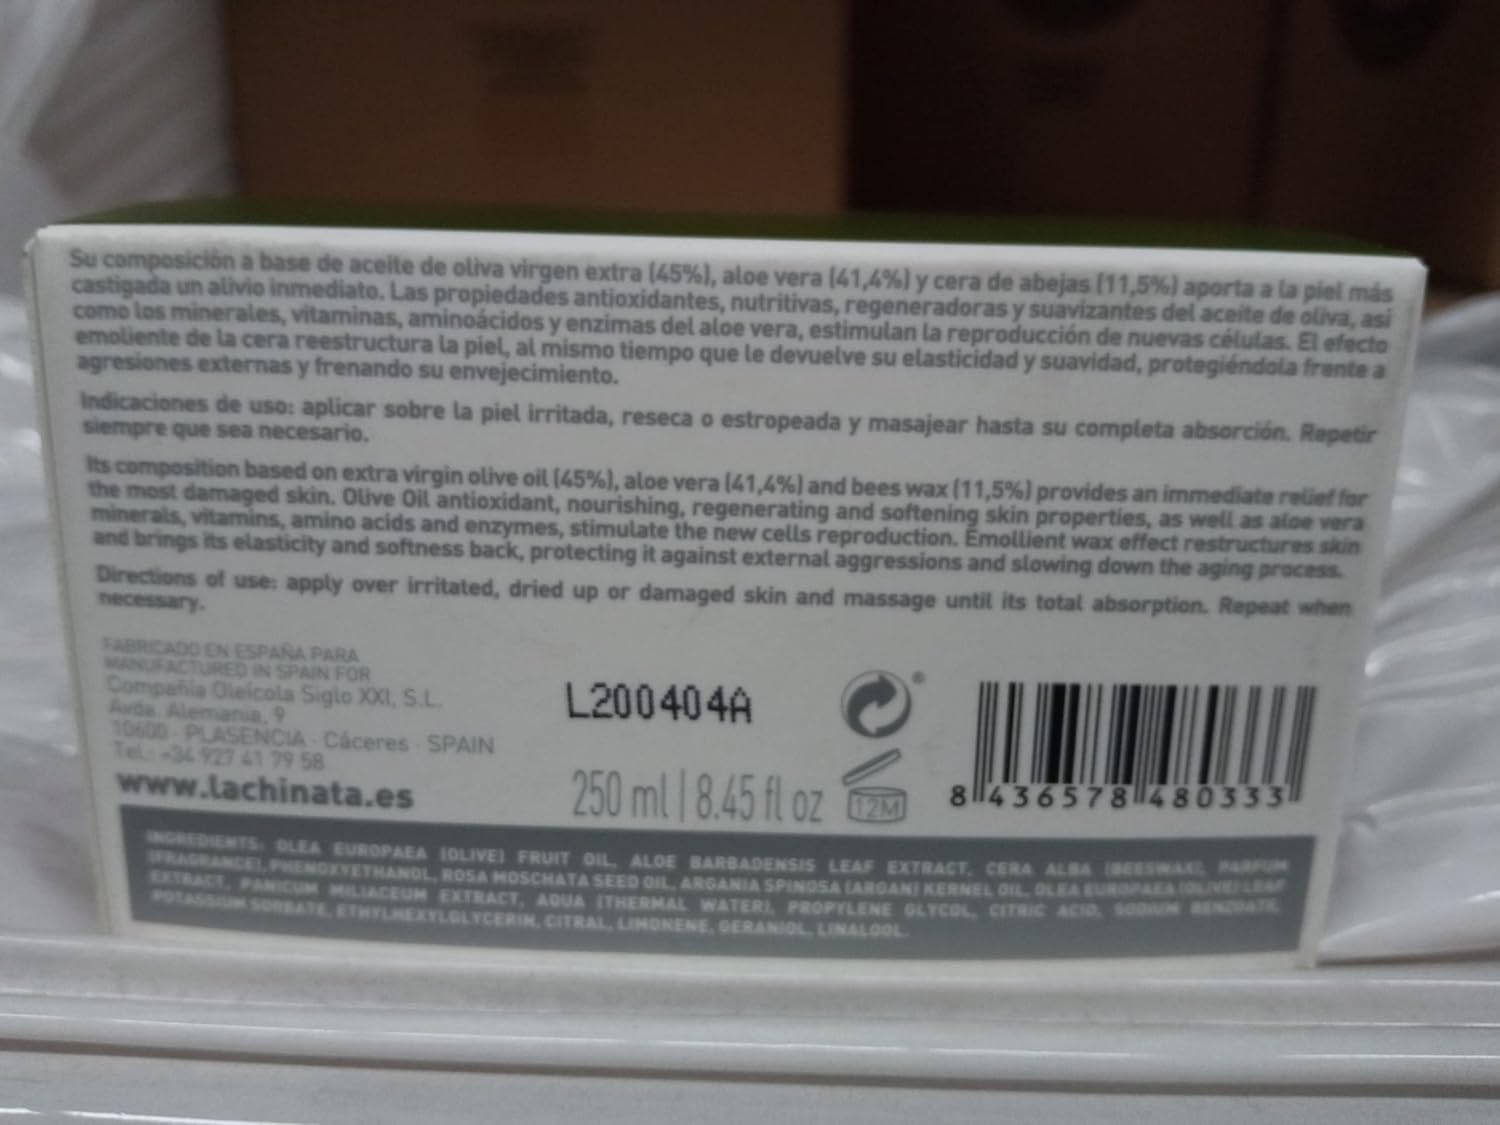 Su composición a base de aceite de oliva virgen extra (45%), aloe vera (41,4%) y cera de abejas (11,5%) aporta a la piel más
castigada un alivio inmediato. Las propiedades antioxidantes, nutritivas, regeneradoras y suavizantes del aceite de oliva, así
como los minerales, vitaminas, aminoácidos y enzimas del aloe vera, estimulan la reproducción de nuevas células. El efecto
emoliente de la cera reestructura la piel, al mismo tiempo que le devuelve su elasticidad y suavidad, protegiéndola frente a
agresiones externas y frenando su envejecimiento.
Indicaciones de uso: aplicar sobre la piel irritada, reseca o estropeada y masajear hasta su completa absorción. Repetir
siempre que sea necesario.
Its composition based on extra virgin olive oil (45%), aloe vera (41,4%) and bees wax (11,5%) provides an immediate relief for
the most damaged skin. Olive Oil antioxidant, nourishing, regenerating and softening skin properties, as well as aloe vera
minerals, vitamins, amino acids and enzymes, stimulate the new cells reproduction. Emollient wax effect restructures skin
and brings its elasticity and softness back, protecting it against external aggressions and slowing down the aging process.
Directions of use: apply over irritated, dried up or damaged skin and massage until its total absorption. Repeat when
necessary.
FABRICADO EN ESPAÑA PARA
MANUFACTURED IN SPAIN FOR
Compañía Oleícola Siglo XXI, S.L.
Avda. Alemania, 9
10600 - PLASENCIA - Cáceres - SPAIN
Tel.: +34 927 41 79 58
www.lachinata.es
L200404A
250 ml | 8.45 fl oz
®
12M
8 436578 480333
INGREDIENTS: OLEA EUROPAEA (OLIVE) FRUIT OIL, ALOE BARBADENSIS LEAF EXTRACT, CERA ALBA (BEESWAX), PARFUM
(FRAGRANCE), PHENOXYETHANOL, ROSA MOSCHATA SEED OIL, ARGANIA SPINOSA (ARGAN) KERNEL OIL, OLEA EUROPAEA (OLIVE) LEAF
EXTRACT, PANICUM MILIACEUM EXTRACT, AQUA (THERMAL WATER), PROPYLENE GLYCOL, CITRIC ACID, SODIUM BENZOATE,
POTASSIUM SORBATE, ETHYLHEXYLGLYCERIN, CITRAL, LIMONENE, GERANIOL, LINALOOL.